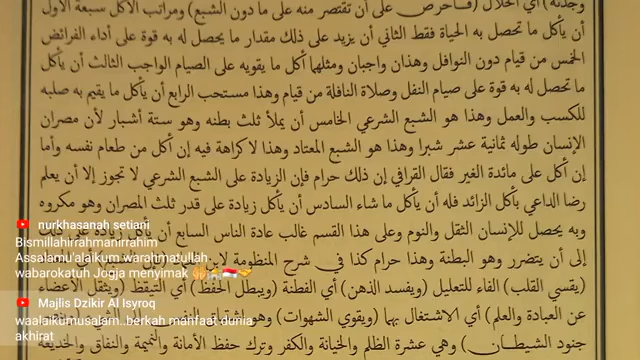 وجدته) أي الحلال (فاحرص على أن تقتصر منه على ما دون الشبع) ومراتب الأكل سبعة الأول
أن يأكل ما تحصل به الحياة فقط الثاني أن يزيد على ذلك مقدار ما يحصل له به قوة على أداء الفرائض
الخمس من قيام دون النوافل وهذان واجبان ومثلهما أكل ما يقويه على الصيام الواجب الثالث أن يأكل
ما تحصل له به قوة على صيام النفل وصلاة النافلة من قيام وهذا مستحب الرابع أن يأكل ما يقيم به صلبه
للكسب والعمل وهذا هو الشبع الشرعي الخامس أن يملأ ثلث بطنه وهو ستة أشبار لأن مصران
الإنسان طوله ثمانية عشر شبرا وهذا هو الشبع المعتاد وهذا لا كراهة فيه إن أكل من طعام نفسه وأما
إن أكل على مائدة الغير فقال القرافي إن ذلك حرام فإن الزيادة على الشبع الشرعي لا تجوز إلا أن يعلم
رضا الداعي بأكل الزائد فله أن يأكل ما شاء السادس أن يأكل زيادة على قدر ثلث المصران وهو مكروه
وبه يحصل للإنسان الثقل والنوم وعلى هذا القسم غالب عادة الناس السابع أن يأكل زيادة على
nurkhasanah setiani
Bismillahirrahmanirrahim
Assalamu'alaikum warahmatullah
wabarokatuh Jogja menyimak
إلى أن يتضرر وهو البطنة وهذا حرام كذا في شرح المنظومة
(يقسي القلب) الفاء للتعليل (ويفسد الذهن) أي الفطنة (ويبطل الحفظ) أي التيقظ (ويثقل الأعضاء
Majlis Dzikir Al Isyroq
waalaikumusalam..berkah manfaat dunia
akhirat
عن العبادة والعلم) أي الاشتغال بهما (ويقوي الشهوات) وهو
جنود الشيطان) وهي عشرة الظلم والخيانة والكفر وترك حفظ الأمانة والنميمة والنفاق والخديعة